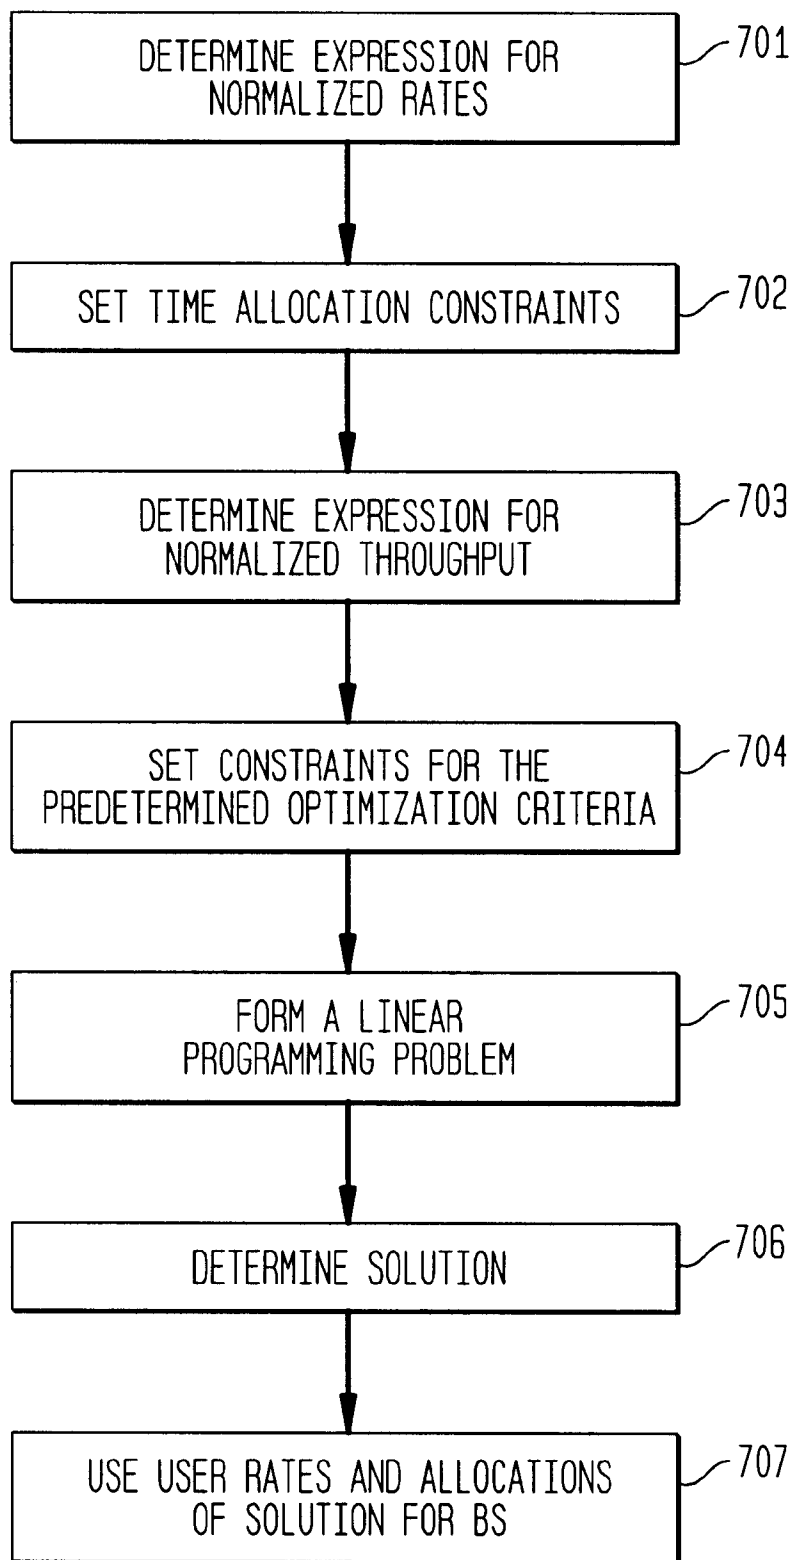 DETERMINE EXPRESSION FOR
NORMALIZED RATES
701
SET TIME ALLOCATION CONSTRAINTS
702
DETERMINE EXPRESSION FOR
NORMALIZED THROUGHPUT
703
SET CONSTRAINTS FOR THE
PREDETERMINED OPTIMIZATION CRITERIA
704
FORM A LINEAR
PROGRAMMING PROBLEM
705
DETERMINE SOLUTION
706
USE USER RATES AND ALLOCATIONS
OF SOLUTION FOR BS
707